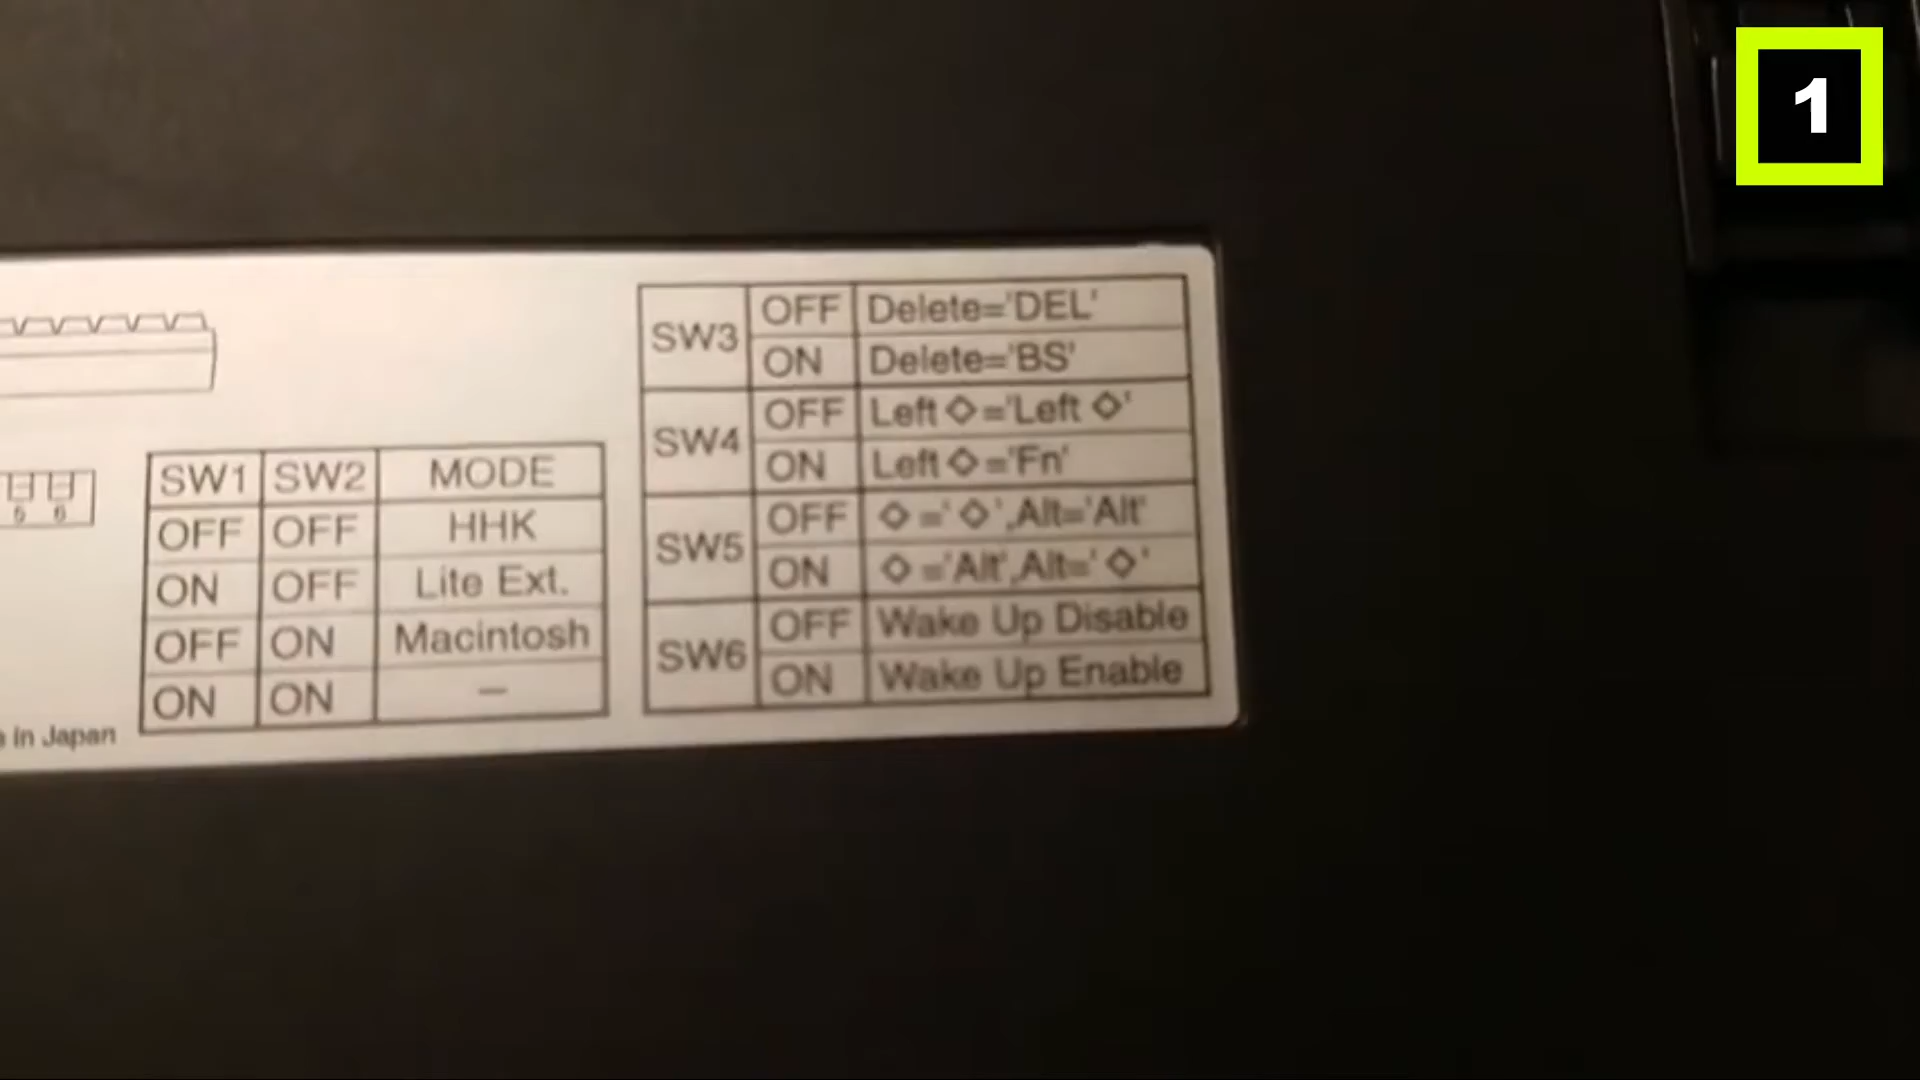 1
SW3 OFF Delete='DEL'
ON Delete='BS'
SW4 OFF Left ◇='Left ◇'
ON Left ◇='Fn'
SW5 OFF ◇='◇',Alt='Alt'
ON ◇='Alt',Alt='◇'
SW6 OFF Wake Up Disable
ON Wake Up Enable
SW1 SW2 MODE
OFF OFF HHK
ON OFF Lite Ext.
OFF ON Macintosh
ON ON —
5 6
in Japan